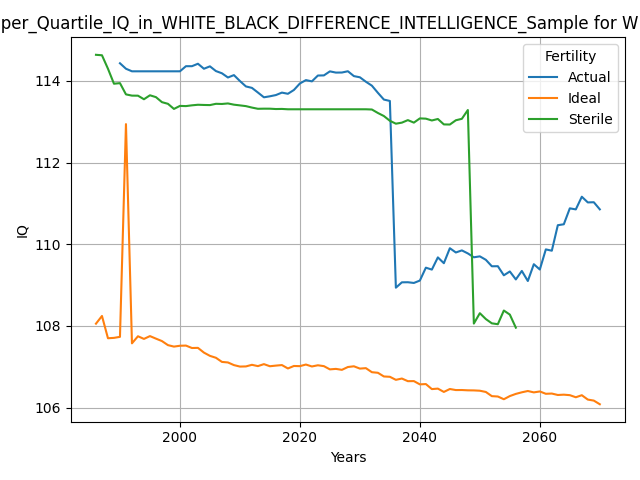 per_Quartile_IQ_in_WHITE_BLACK_DIFFERENCE_INTELLIGENCE_Sample for W
Fertility
Actual
Ideal
Sterile
114
112
110
108
106
IQ
2000 2020 2040 2060
Years